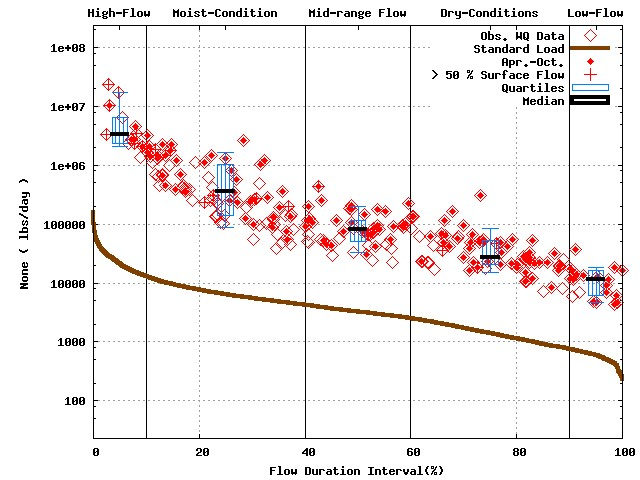 High-Flow Moist-Condition Mid-range Flow Dry-Conditions Low-Flow
Obs. WQ Data
Standard Load
Apr.-Oct.
> 50 % Surface Flow
Quartiles
Median
1e+08
1e+07
1e+06
100000
10000
1000
100
None ( lbs/day )
0 20 40 60 80 100
Flow Duration Interval(%)